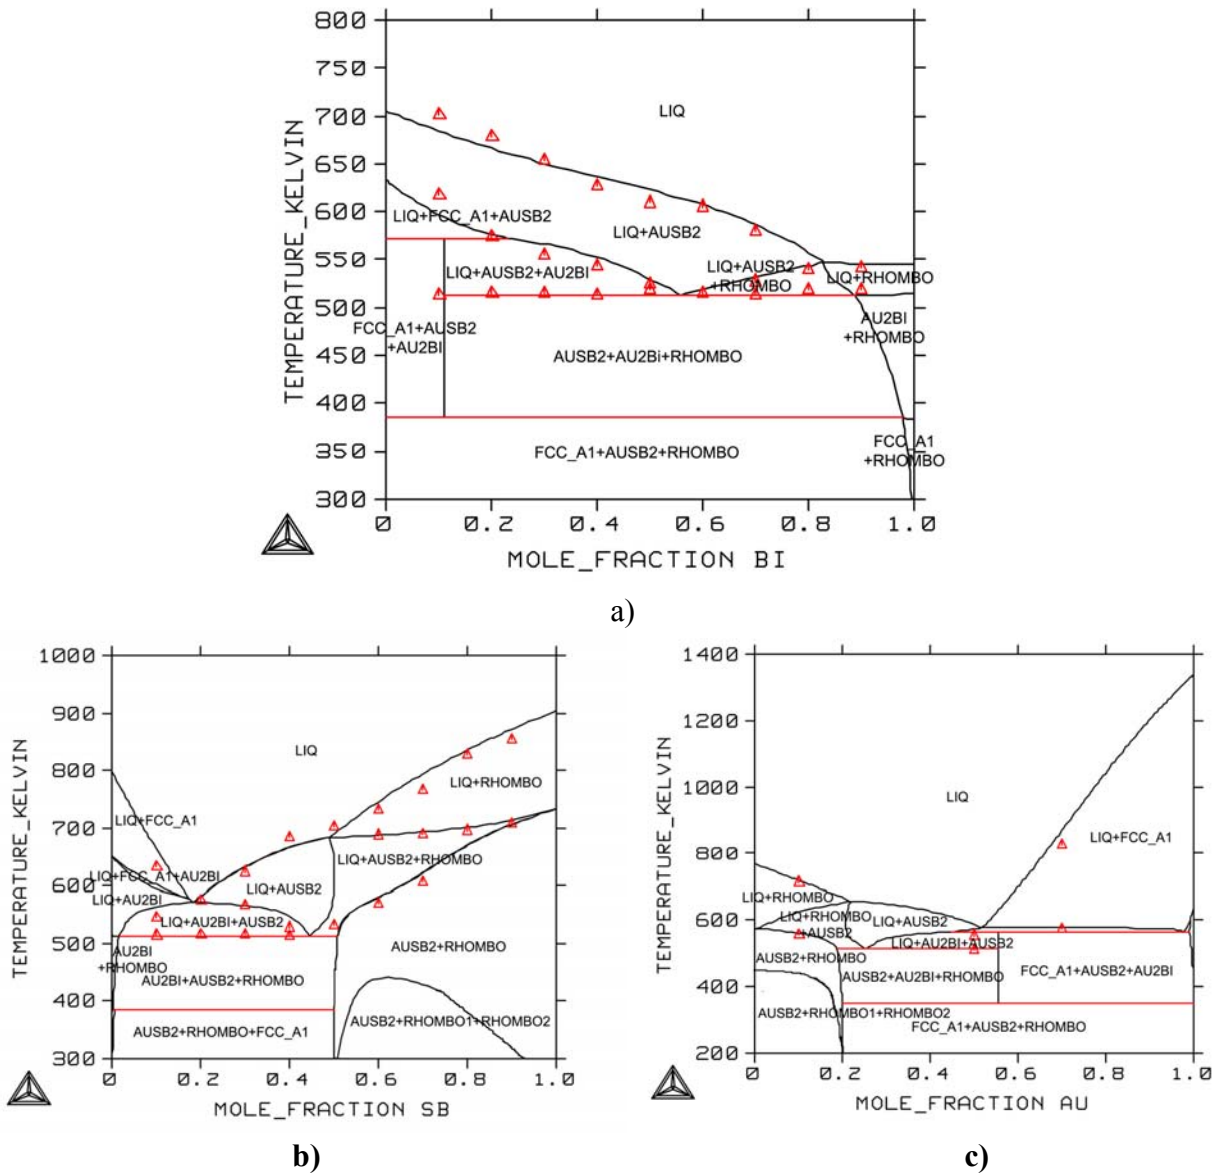 800
750
700
650
600
550
500
450
400
350
300
TEMPERATURE_KELVIN
LIQ
LIQ+FCC_A1+AUSB2
LIQ+AUSB2
LIQ+AUSB2+AU2BI
LIQ+AUSB2
+RHOMBO
LIQ+RHOMBO
FCC_A1+AUSB2
+AU2BI
AU2BI
+RHOMBO
AUSB2+AU2Bi+RHOMBO
FCC_A1+AUSB2+RHOMBO
FCC_A1
+RHOMBO
0 0.2 0.4 0.6 0.8 1.0
MOLE_FRACTION BI
a)
1000
900
800
700
600
500
400
300
TEMPERATURE_KELVIN
LIQ
LIQ+RHOMBO
LIQ+FCC_A1
LIQ+AUSB2+RHOMBO
LIQ+FCC_A1+AU2BI
LIQ+AUSB2
LIQ+AU2BI
LIQ+AU2BI+AUSB2
AU2BI
+RHOMBO
AUSB2+RHOMBO
AU2BI+AUSB2+RHOMBO
AUSB2+RHOMBO1+RHOMBO2
AUSB2+RHOMBO+FCC_A1
0 0.2 0.4 0.6 0.8 1.0
MOLE_FRACTION SB
b)
1400
1200
1000
800
600
400
200
TEMPERATURE_KELVIN
LIQ
LIQ+FCC_A1
LIQ+RHOMBO
LIQ+RHOMBO
+AUSB2
LIQ+AUSB2
LIQ+AU2BI+AUSB2
AUSB2+RHOMBO
AUSB2+AU2BI+RHOMBO
FCC_A1+AUSB2+AU2BI
AUSB2+RHOMBO1+RHOMBO2
FCC_A1+AUSB2+RHOMBO
0 0.2 0.4 0.6 0.8 1.0
MOLE_FRACTION AU
c)